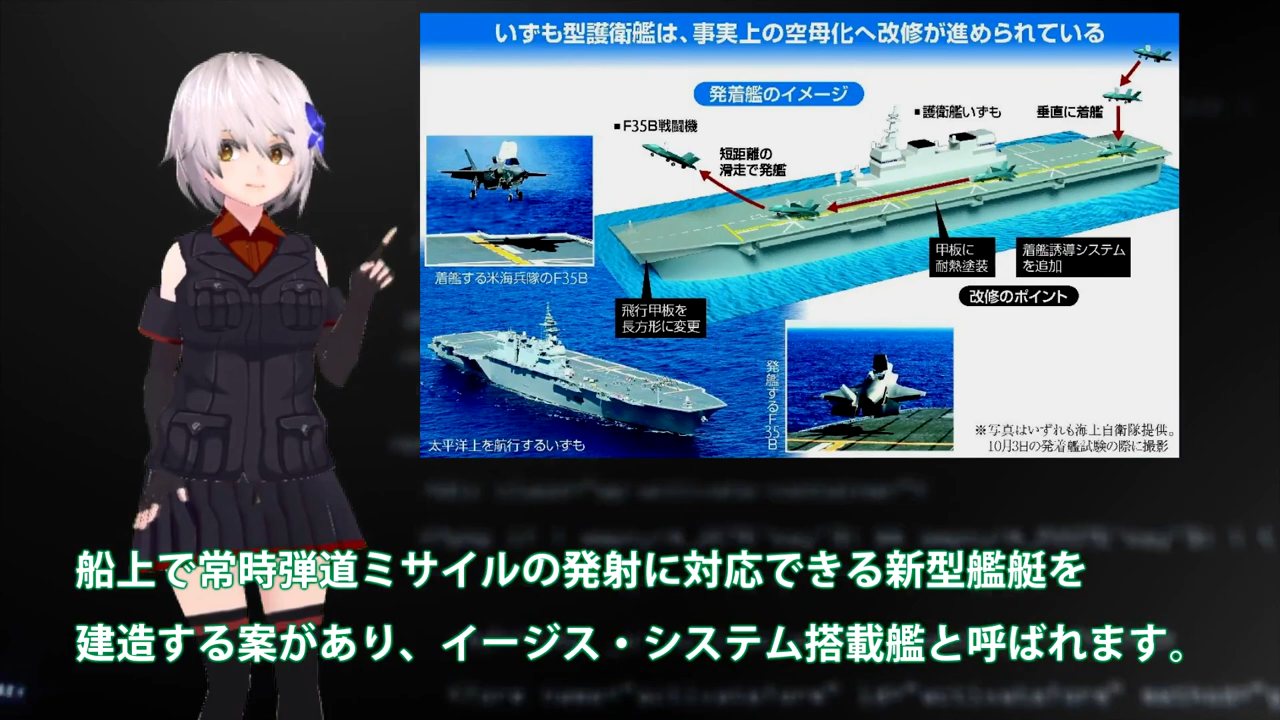 いずも型護衛艦は、事実上の空母化へ改修が進められている
発着艦のイメージ
■F35B戦闘機
短距離の
滑走で発艦
■護衛艦いずも
垂直に着艦
着艦する米海兵隊のF35B
飛行甲板を
長方形に変更
甲板に
耐熱塗装
着艦誘導システム
を追加
改修のポイント
太平洋上を航行するいずも
発艦するF35B
※写真はいずれも海上自衛隊提供。
10月3日の発着艦試験の際に撮影
船上で常時弾道ミサイルの発射に対応できる新型艦艇を
建造する案があり、イージス・システム搭載艦と呼ばれます。